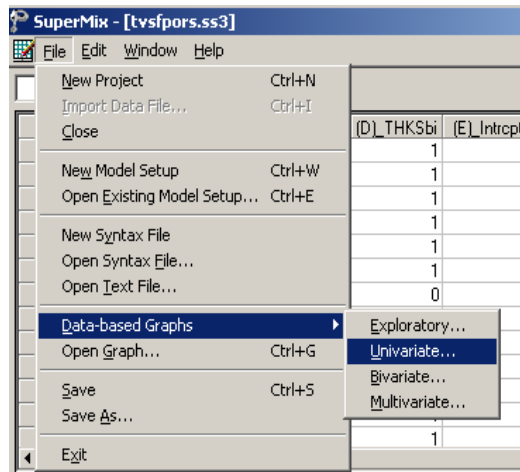 SuperMix - [tvsfpors.ss3]
File Edit Window Help
New Project Ctrl+N
Import Data File... Ctrl+I
Close
New Model Setup Ctrl+W
Open Existing Model Setup... Ctrl+E
New Syntax File
Open Syntax File...
Open Text File...
Data-based Graphs
Open Graph... Ctrl+G
Save Ctrl+S
Save As...
Exit
Exploratory...
Univariate...
Bivariate...
Multivariate...
(D)_THKSbi (E)_Intrcpt
1
1
1
1
1
0
1